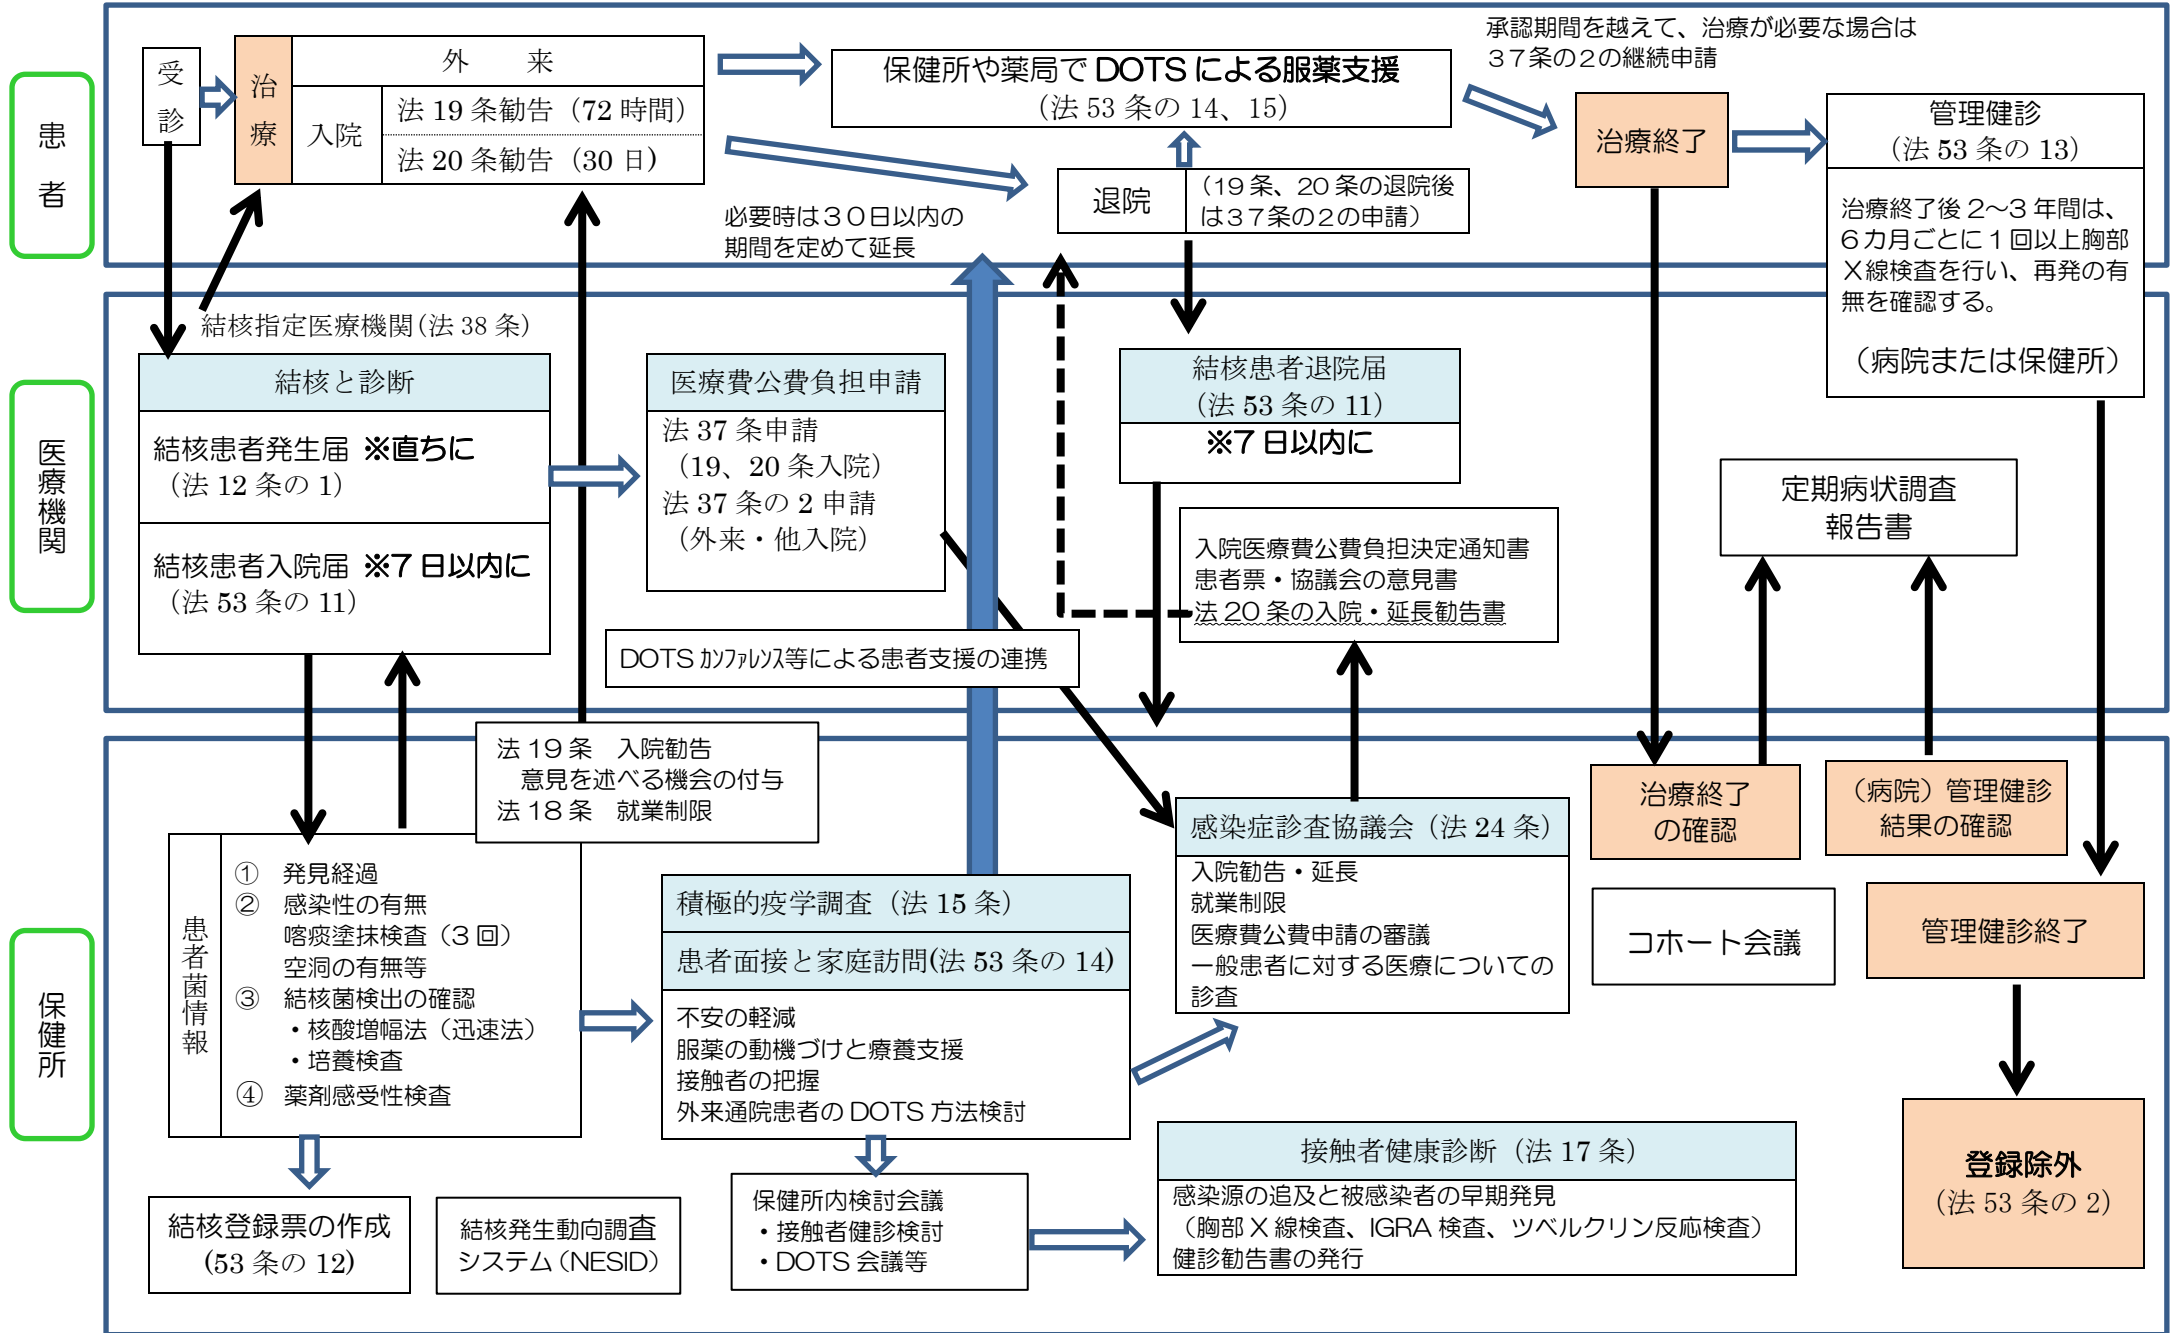 患者
受診
治療
外　来
入院
法 19 条勧告（72 時間）
法 20 条勧告（30 日）
保健所や薬局で DOTS による服薬支援
（法 53 条の 14、15）
承認期間を越えて、治療が必要な場合は
３７条の２の継続申請
治療終了
管理健診
（法 53 条の 13）
治療終了後 2～3 年間は、
6 カ月ごとに 1 回以上胸部
X 線検査を行い、再発の有
無を確認する。
（病院または保健所）
退院
（19 条、20 条の退院後
は３７条の２の申請）
必要時は３０日以内の
期間を定めて延長
医療機関
結核指定医療機関(法 38 条)
結核と診断
結核患者発生届 ※直ちに
（法 12 条の 1）
結核患者入院届 ※7 日以内に
（法 53 条の 11）
医療費公費負担申請
法 37 条申請
（19、20 条入院）
法 37 条の 2 申請
（外来・他入院）
結核患者退院届
（法 53 条の 11）
※7 日以内に
入院医療費公費負担決定通知書
患者票・協議会の意見書
法 20 条の入院・延長勧告書
定期病状調査
報告書
DOTS ｶﾝﾌｧﾚﾝｽ等による患者支援の連携
保健所
法 19 条　入院勧告
意見を述べる機会の付与
法 18 条　就業制限
患者菌情報
①　発見経過
②　感染性の有無
喀痰塗抹検査（3 回）
空洞の有無等
③　結核菌検出の確認
・核酸増幅法（迅速法）
・培養検査
④　薬剤感受性検査
積極的疫学調査（法 15 条）
患者面接と家庭訪問(法 53 条の 14)
不安の軽減
服薬の動機づけと療養支援
接触者の把握
外来通院患者の DOTS 方法検討
感染症診査協議会（法 24 条）
入院勧告・延長
就業制限
医療費公費申請の審議
一般患者に対する医療についての
診査
治療終了
の確認
（病院）管理健診
結果の確認
コホート会議
管理健診終了
登録除外
（法 53 条の 2）
結核登録票の作成
(53 条の 12)
結核発生動向調査
システム（NESID）
保健所内検討会議
・接触者健診検討
・DOTS 会議等
接触者健康診断（法 17 条）
感染源の追及と被感染者の早期発見
（胸部 X 線検査、IGRA 検査、ツベルクリン反応検査）
健診勧告書の発行